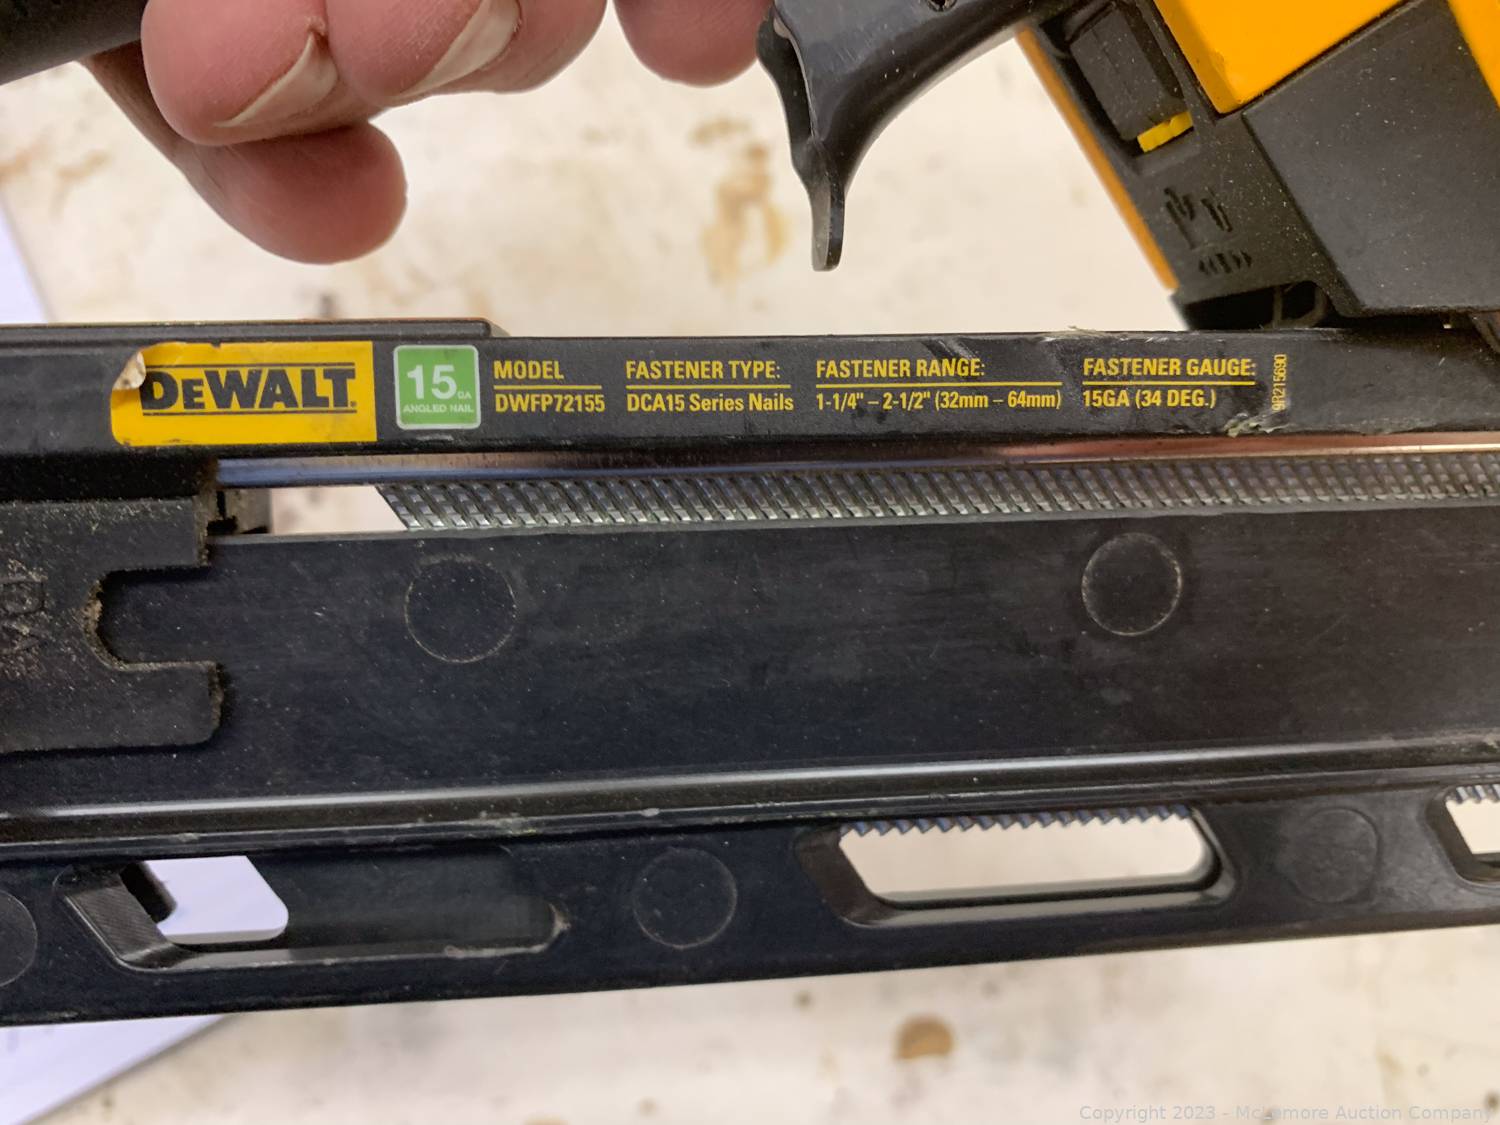 DEWALT
15 GA
ANGLED NAIL
MODEL
DWFP72155
FASTENER TYPE:
DCA15 Series Nails
FASTENER RANGE:
1-1/4" – 2-1/2" (32mm – 64mm)
FASTENER GAUGE:
15GA (34 DEG.)
9R215690
Copyright 2023 - McLemore Auction Company